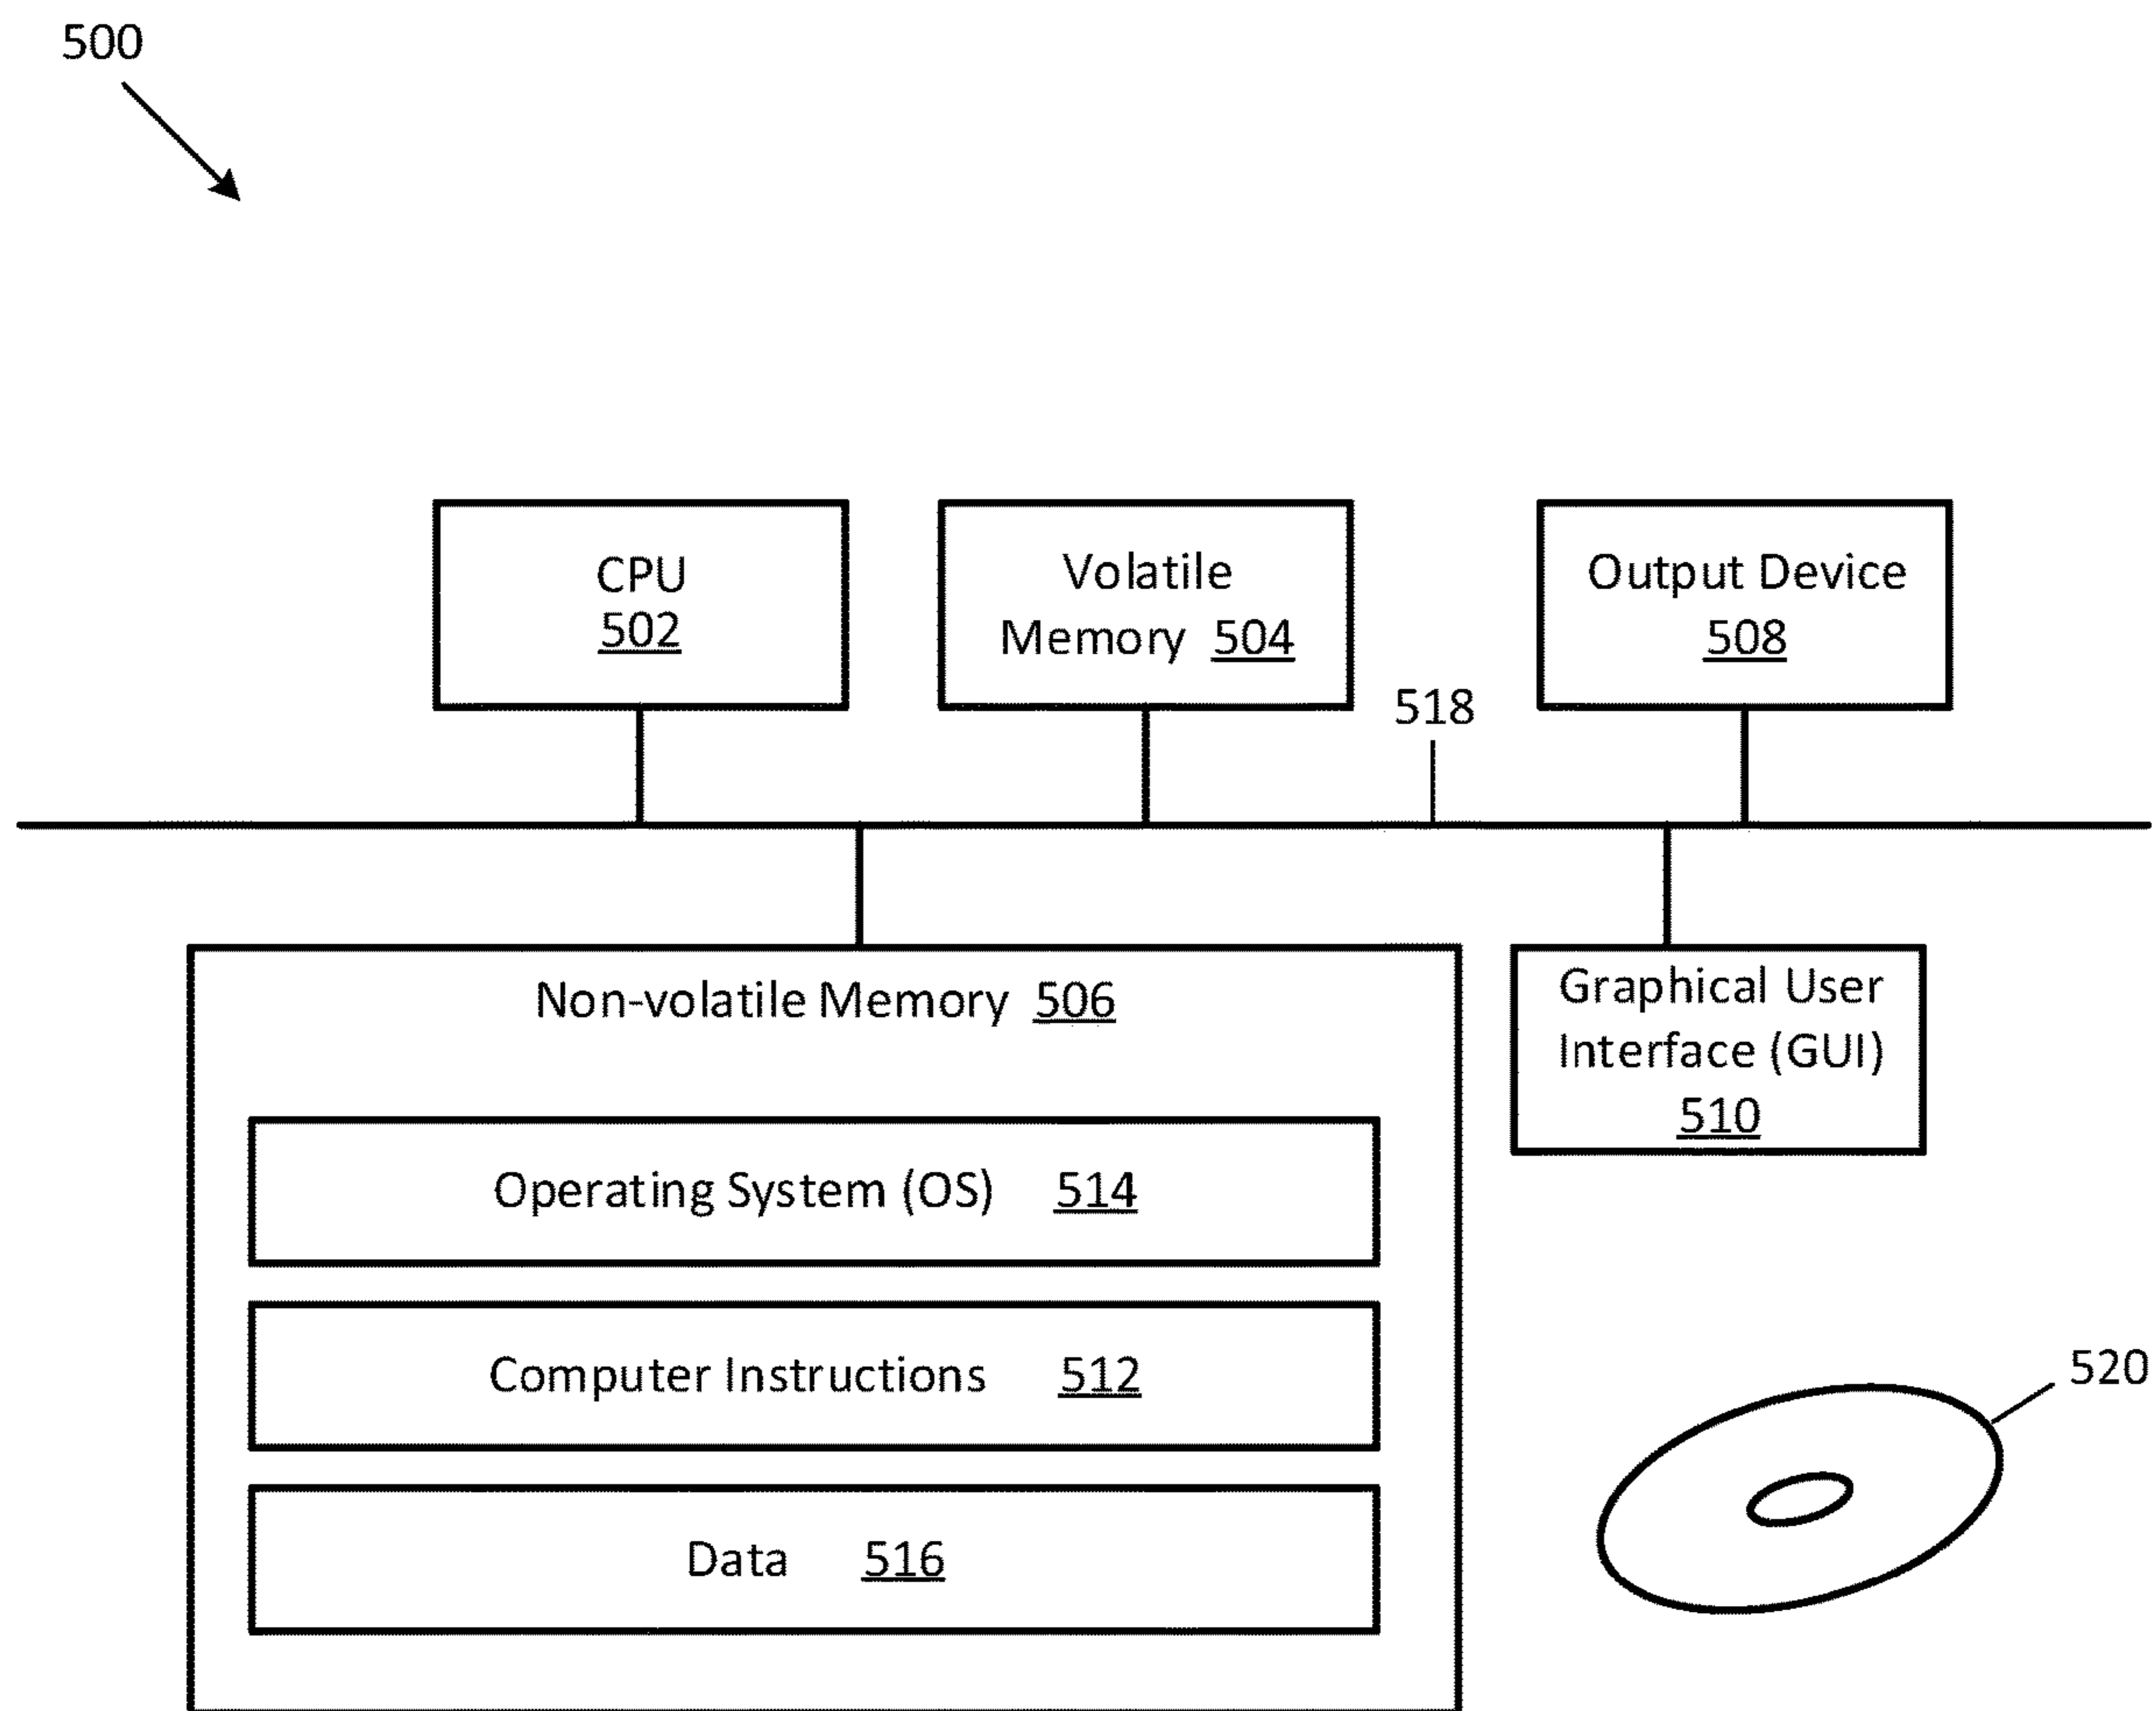 500
CPU
502
Volatile
Memory 504
Output Device
508
518
Non-volatile Memory 506
Graphical User
Interface (GUI)
510
Operating System (OS) 514
Computer Instructions 512
Data 516
520